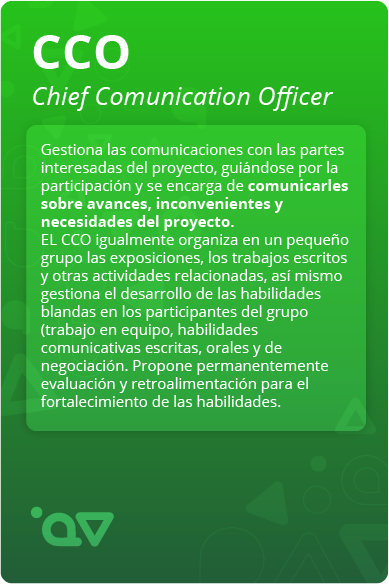 CCO
Chief Comunication Officer
Gestiona las comunicaciones con las partes
interesadas del proyecto, guiándose por la
participación y se encarga de comunicarles
sobre avances, inconvenientes y
necesidades del proyecto.
EL CCO igualmente organiza en un pequeño
grupo las exposiciones, los trabajos escritos
y otras actividades relacionadas, así mismo
gestiona el desarrollo de las habilidades
blandas en los participantes del grupo
(trabajo en equipo, habilidades
comunicativas escritas, orales y de
negociación. Propone permanentemente
evaluación y retroalimentación para el
fortalecimiento de las habilidades.